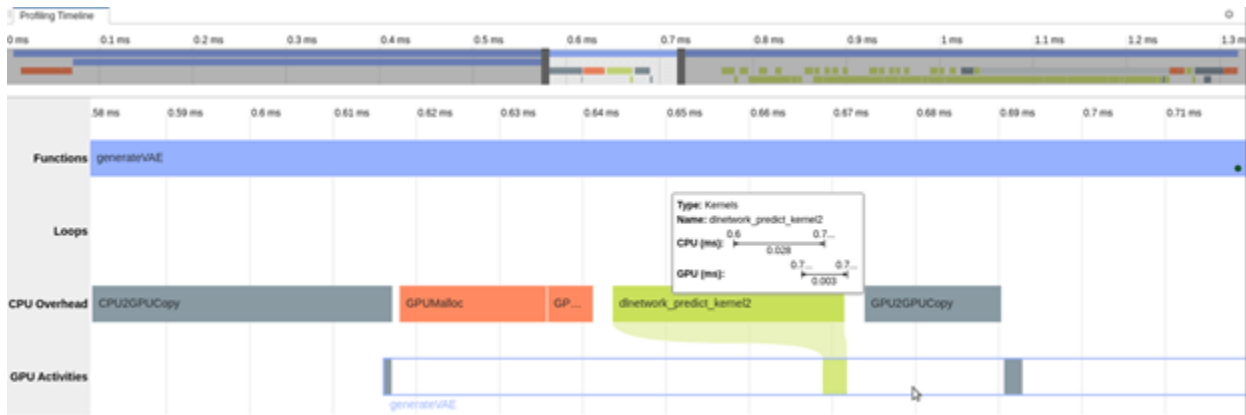 Profiling Timeline
0 ms 0.1 ms 0.2 ms 0.3 ms 0.4 ms 0.5 ms 0.6 ms 0.7 ms 0.8 ms 0.9 ms 1 ms 1.1 ms 1.2 ms 1.3 m
.58 ms 0.59 ms 0.6 ms 0.61 ms 0.62 ms 0.63 ms 0.64 ms 0.65 ms 0.66 ms 0.67 ms 0.68 ms 0.69 ms 0.7 ms 0.71 ms
Functions generateVAE
Loops
Type: Kernels
Name: dlnetwork_predict_kernel2
0.6 0.7...
CPU (ms):
0.028
0.7... 0.7...
GPU (ms):
0.003
CPU Overhead CPU2GPUCopy GPUMalloc GP... dlnetwork_predict_kernel2 GPU2GPUCopy
GPU Activities
generateVAE